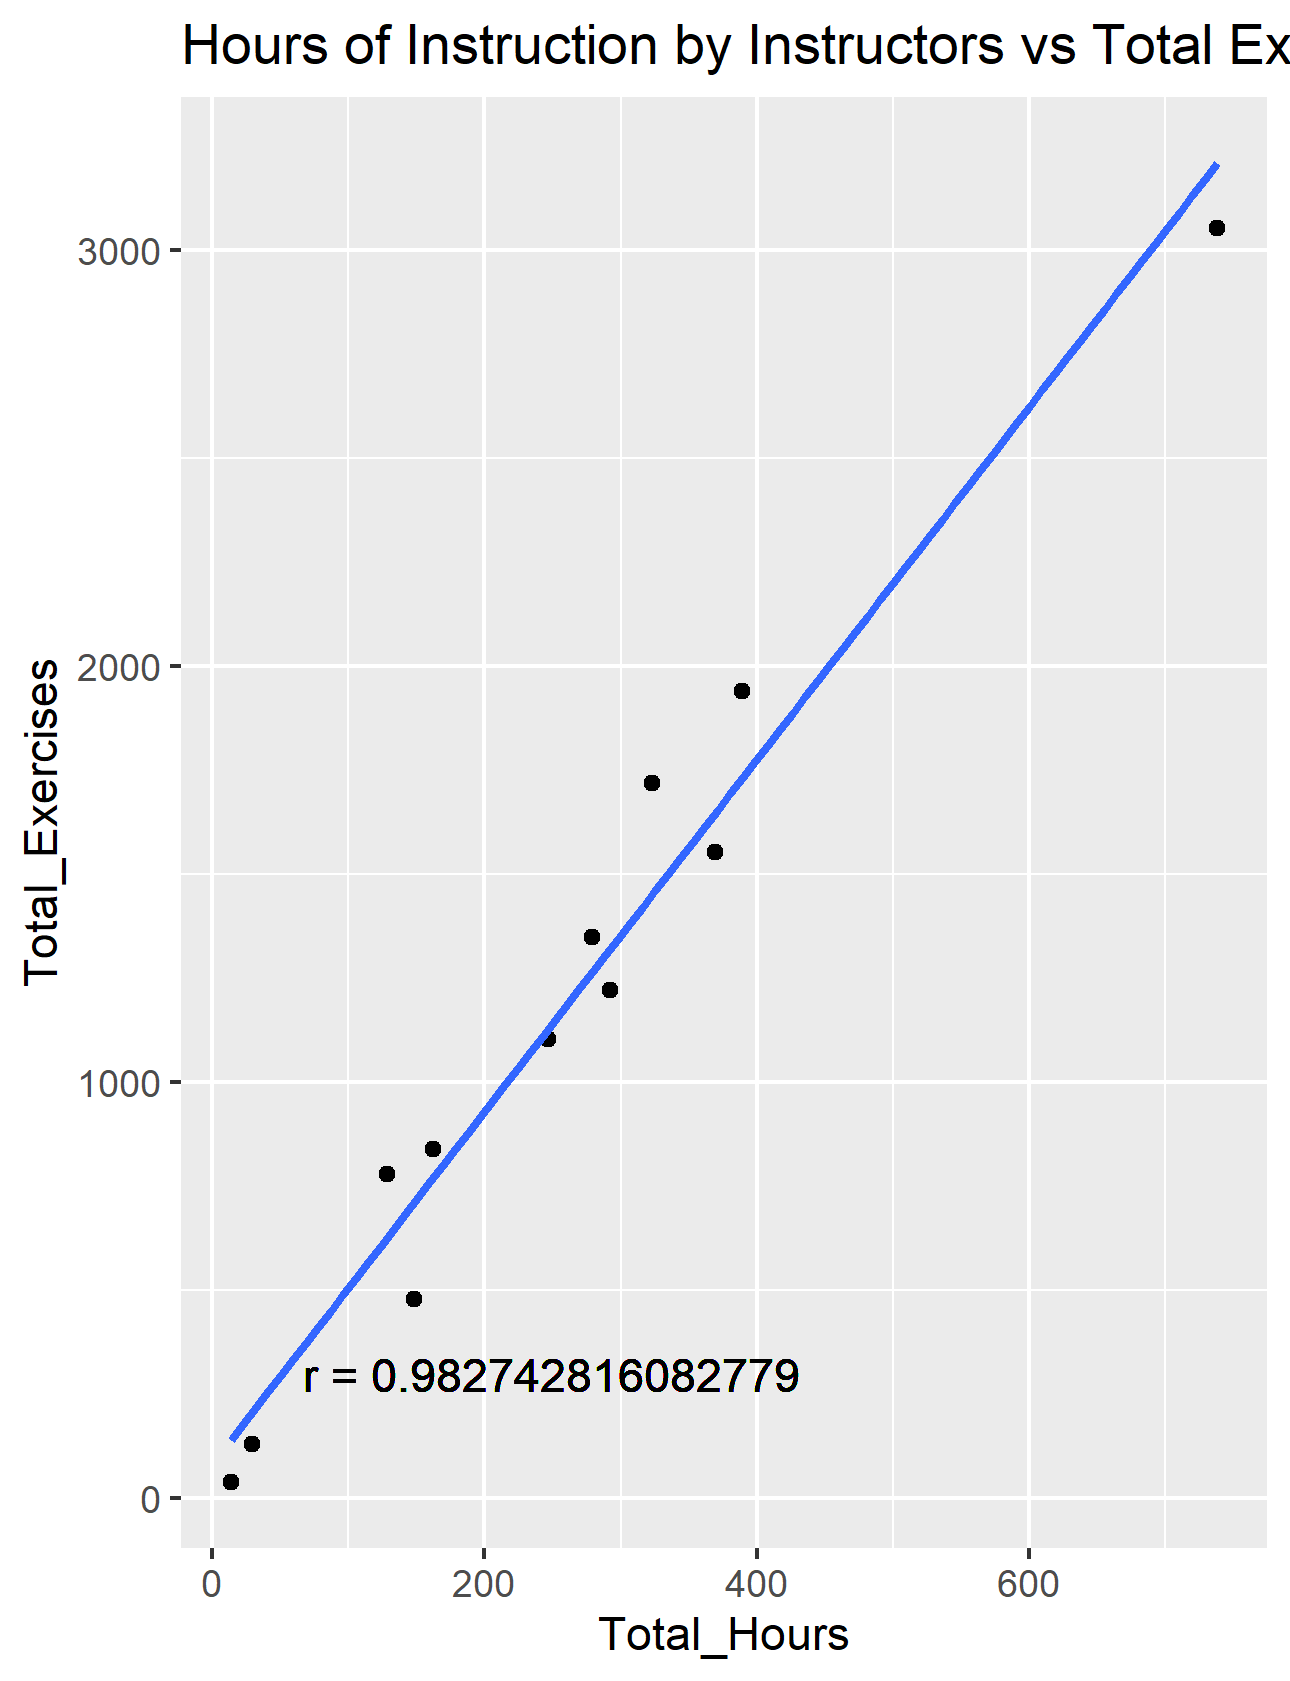 Hours of Instruction by Instructors vs Total Ex
3000
2000
1000
0
Total_Exercises
r = 0.982742816082779
0 200 400 600
Total_Hours